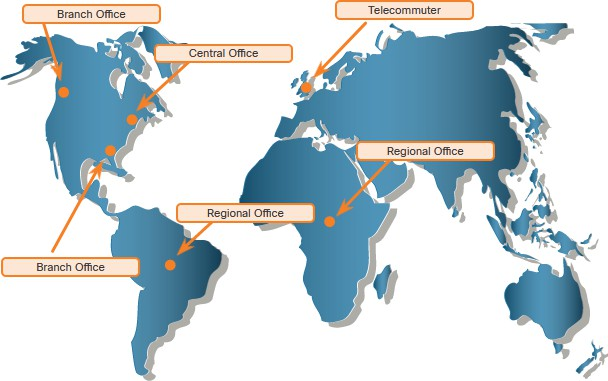 Branch Office
Telecommuter
Central Office
Regional Office
Regional Office
Branch Office